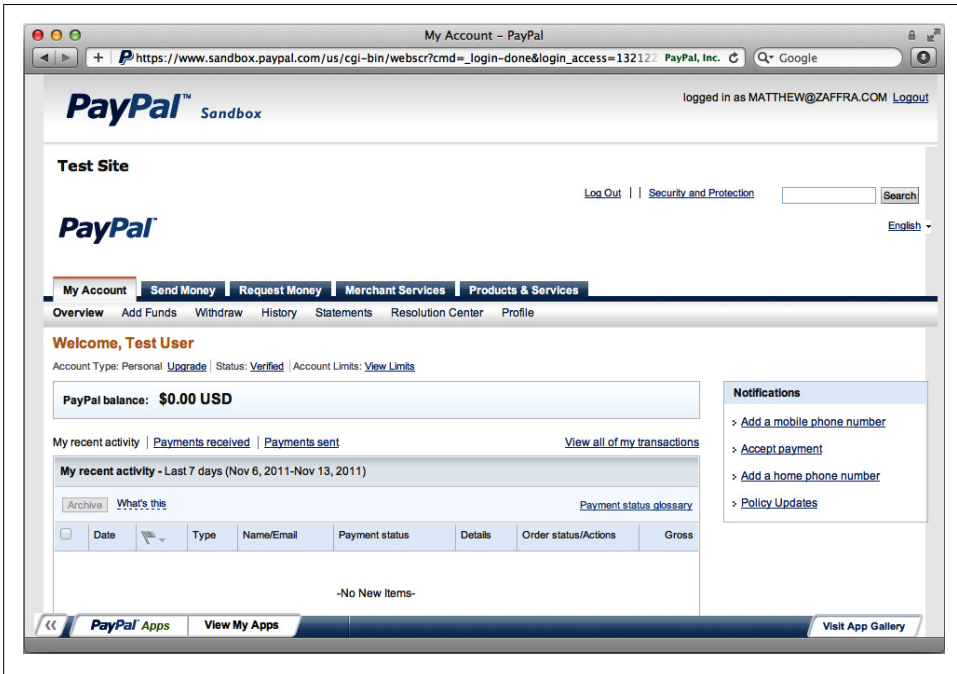 My Account – PayPal
https://www.sandbox.paypal.com/us/cgi-bin/webscr?cmd=_login-done&login_access=132122 PayPal, Inc. Google
PayPal™ Sandbox
logged in as MATTHEW@ZAFFRA.COM Logout
Test Site
Log Out | | Security and Protection Search
PayPal
English
My Account Send Money Request Money Merchant Services Products & Services
Overview Add Funds Withdraw History Statements Resolution Center Profile
Welcome, Test User
Account Type: Personal Upgrade | Status: Verified | Account Limits: View Limits
PayPal balance: $0.00 USD
My recent activity | Payments received | Payments sent View all of my transactions
My recent activity - Last 7 days (Nov 6, 2011-Nov 13, 2011)
Archive What's this Payment status glossary
Date Type Name/Email Payment status Details Order status/Actions Gross
-No New Items-
Notifications
> Add a mobile phone number
> Accept payment
> Add a home phone number
> Policy Updates
PayPal Apps View My Apps Visit App Gallery